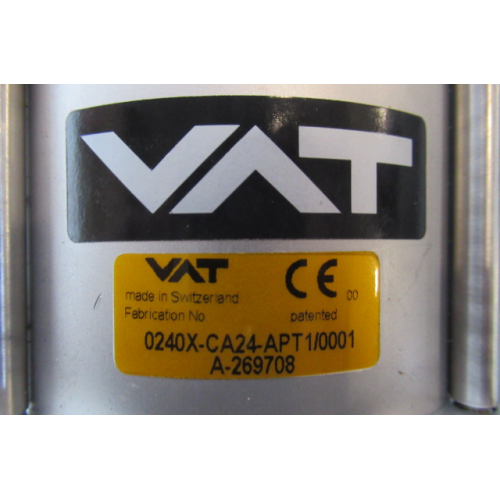 VAT
VAT CE
made in Switzerland 00
Fabrication No patented
0240X-CA24-APT1/0001
A-269708